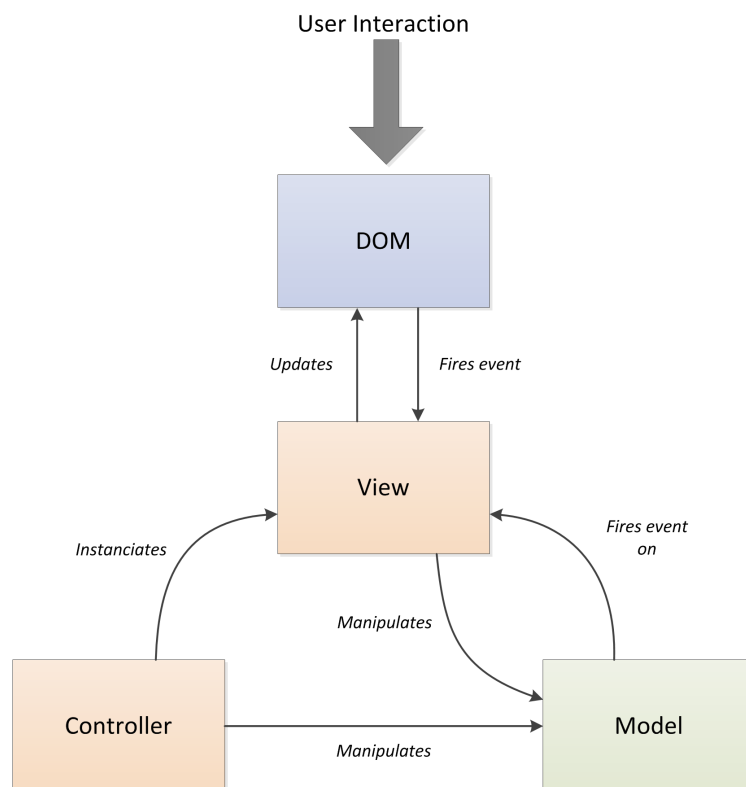 User Interaction
DOM
Updates
Fires event
View
Instanciates
Fires event
on
Manipulates
Controller
Model
Manipulates